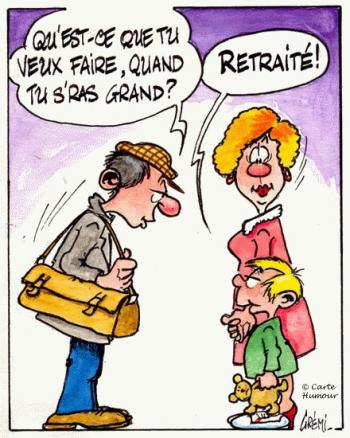 QU'EST-CE QUE TU
VEUX FAIRE, QUAND
TU S'RAS GRAND?
RETRAITÉ!
© Carte
Humour
GRÉMI